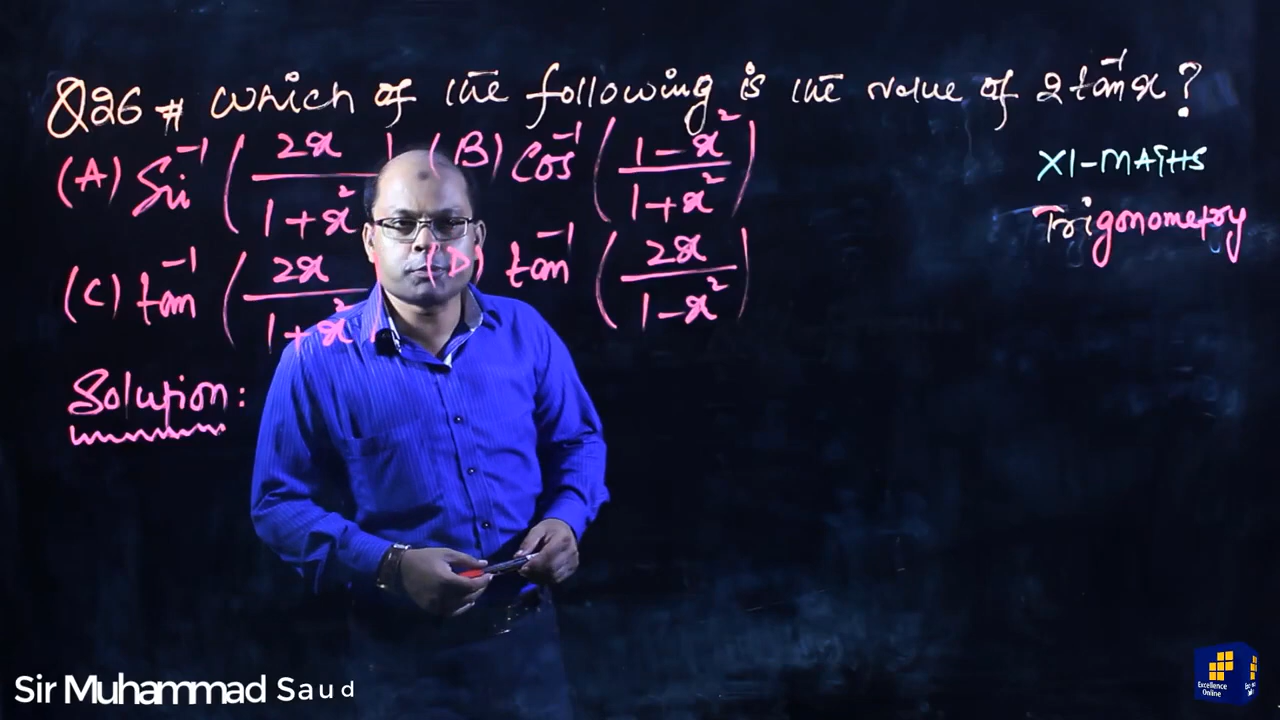 Q26 # Which of the following is the value of 2 tan⁻¹x?
(A) Sin⁻¹ (2x / 1+x²) (B) Cos⁻¹ (1-x² / 1+x²)
XI-MATHS
Trigonometry
(C) tan⁻¹ (2x / 1+x²) (D) tan⁻¹ (2x / 1-x²)
Solution:
Sir Muhammad Saud
Excellence Online